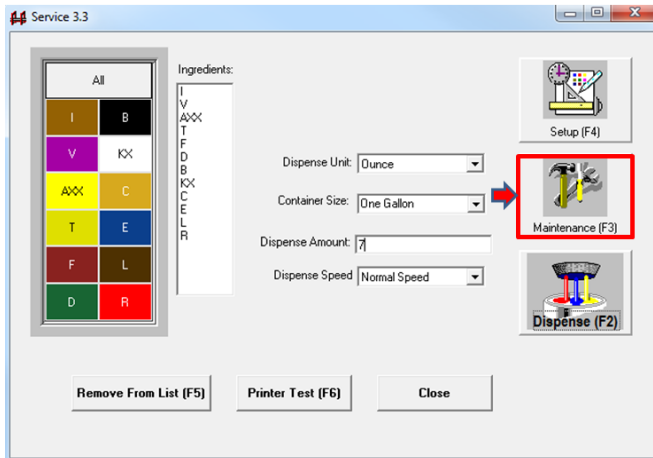 Service 3.3
All
I B
V KX
AXX C
T E
F L
D R
Ingredients:
I
V
AXX
T
F
D
B
KX
C
E
L
R
Dispense Unit: Ounce
Container Size: One Gallon
Dispense Amount: 7
Dispense Speed Normal Speed
Setup (F4)
Maintenance (F3)
Dispense (F2)
Remove From List (F5) Printer Test (F6) Close